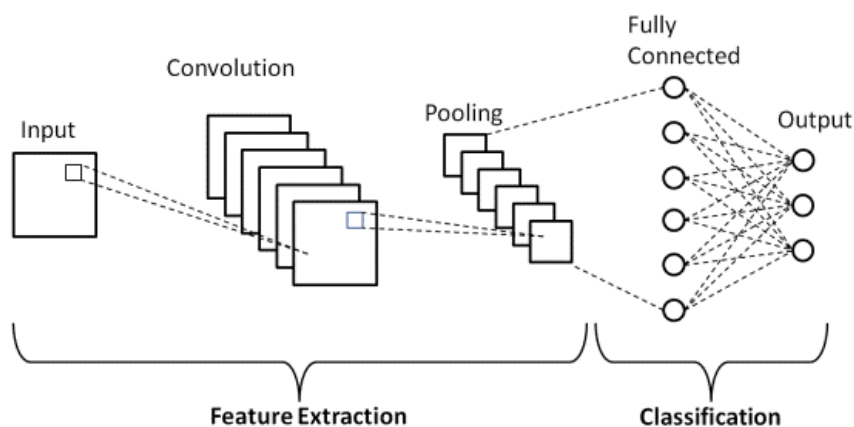 Input
Convolution
Pooling
Fully
Connected
Output
Feature Extraction
Classification